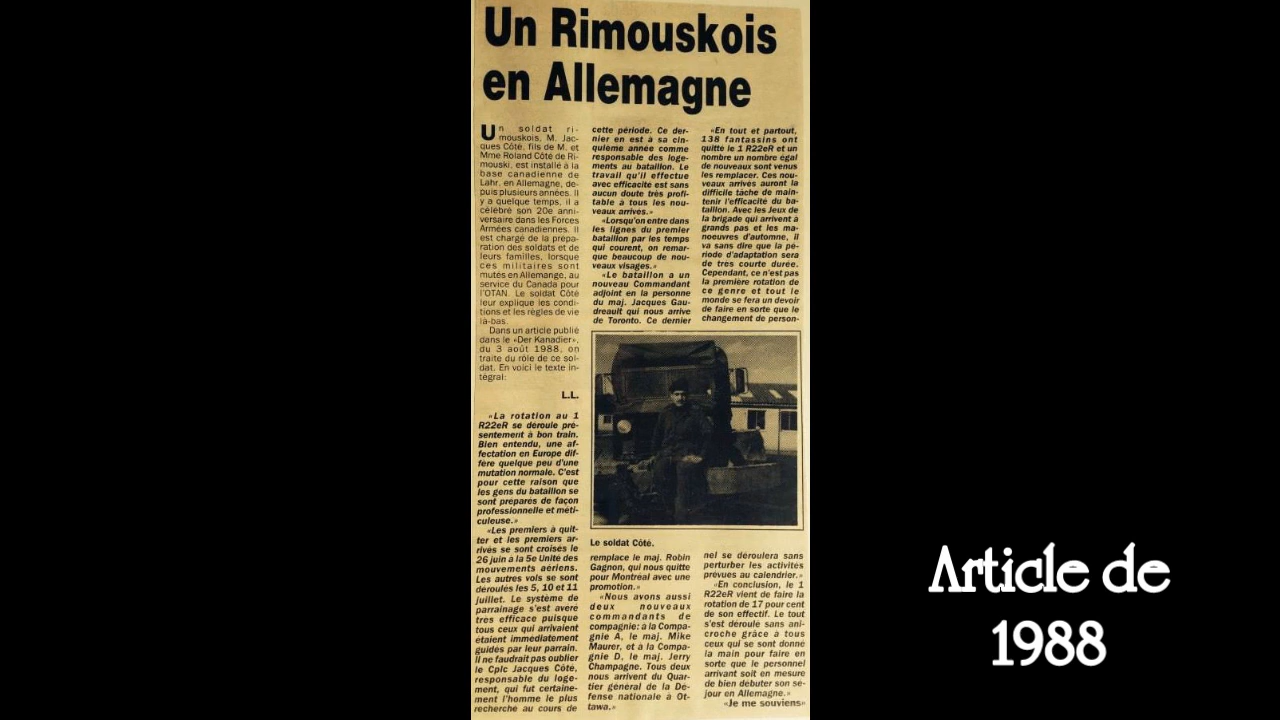 Un Rimouskois
en Allemagne
Un soldat ri-
mouskois, M. Jac-
ques Côté, fils de M. et
Mme Roland Côté de Ri-
mouski, est installé à la
base canadienne de
Lahr, en Allemagne, de-
puis plusieurs années. Il
y a quelque temps, il a
célébré son 20e anni-
versaire dans les Forces
Armées canadiennes. Il
est chargé de la prépa-
ration des soldats et de
leurs familles, lorsque
ces militaires sont
mutés en Allemange, au
service du Canada pour
l'OTAN. Le soldat Côté
leur explique les condi-
tions et les règles de vie
là-bas.
Dans un article publié
dans le «Der Kanadier»,
du 3 août 1988, on
traite du rôle de ce sol-
dat. En voici le texte in-
tégral:
L.L.
«La rotation au 1
R22eR se déroule pré-
sentement à bon train.
Bien entendu, une af-
fectation en Europe dif-
fère quelque peu d'une
mutation normale. C'est
pour cette raison que
les gens du bataillon se
sont préparés de façon
professionnelle et méti-
culeuse.»
«Les premiers à quit-
ter et les premiers ar-
rivés se sont croisés le
26 juin à la 5e Unité des
mouvements aériens.
Les autres vols se sont
déroulés les 5, 10 et 11
juillet. Le système de
parrainage s'est avéré
très efficace puisque
tous ceux qui arrivaient
étaient immédiatement
guidés par leur parrain.
Il ne faudrait pas oublier
le Cplc Jacques Côté,
responsable du loge-
ment, qui fut certaine-
ment l'homme le plus
recherché au cours de
cette période. Ce der-
nier en est à sa cin-
quième année comme
responsable des loge-
ments au bataillon. Le
travail qu'il effectue
avec efficacité est sans
aucun doute très profi-
table à tous les nou-
veaux arrivés.»
«Lorsqu'on entre dans
les lignes du premier
bataillon par les temps
qui courent, on remar-
que beaucoup de nou-
veaux visages.»
«Le bataillon a un
nouveau Commandant
adjoint en la personne
du maj. Jacques Gau-
dreault qui nous arrive
de Toronto. Ce dernier
Le soldat Côté.
remplace le maj. Robin
Gagnon, qui nous quitte
pour Montréal avec une
promotion.»
«Nous avons aussi
deux nouveaux
commandants de
compagnie: à la Compa-
gnie A, le maj. Mike
Maurer, et à la Compa-
gnie D, le maj. Jerry
Champagne. Tous deux
nous arrivent du Quar-
tier général de la Dé-
fense nationale à Ot-
tawa.»
«En tout et partout,
138 fantassins ont
quitté le 1 R22eR et un
nombre un nombre égal
de nouveaux sont venus
les remplacer. Ces nou-
veaux arrivés auront la
difficile tâche de main-
tenir l'efficacité du ba-
taillon. Avec les Jeux de
la brigade qui arrivent à
grands pas et les ma-
noeuvres d'automne, il
va sans dire que la pé-
riode d'adaptation sera
de très courte durée.
Cependant, ce n'est pas
la première rotation de
ce genre et tout le
monde se fera un devoir
de faire en sorte que le
changement de person-
nel se déroulera sans
perturber les activités
prévues au calendrier.»
«En conclusion, le 1
R22eR vient de faire la
rotation de 17 pour cent
de son effectif. Le tout
s'est déroulé sans ani-
croche grâce à tous
ceux qui se sont donné
la main pour faire en
sorte que le personnel
arrivant soit en mesure
de bien débuter son sé-
jour en Allemagne.»
«Je me souviens»
Article de
1988